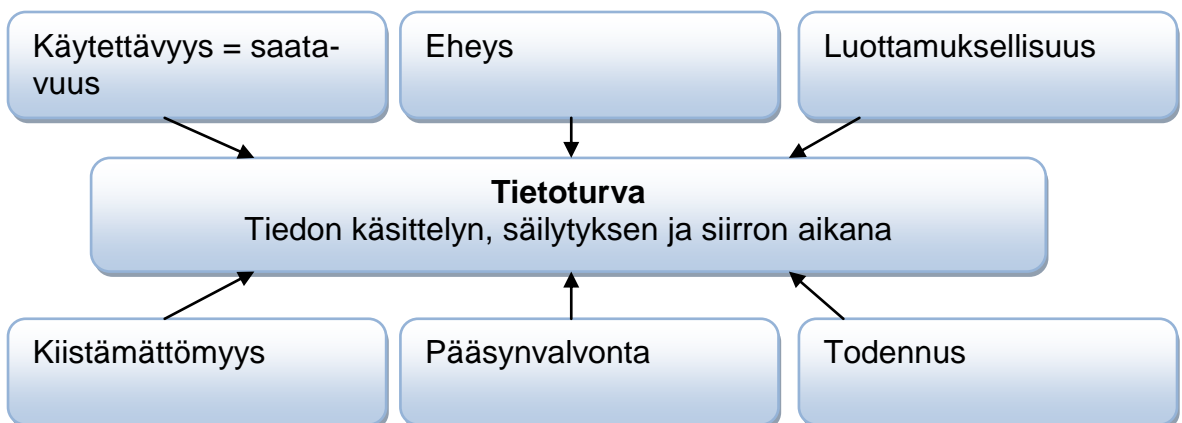 Käytettävyys = saata-
vuus
Eheys
Luottamuksellisuus
Tietoturva
Tiedon käsittelyn, säilytyksen ja siirron aikana
Kiistämättömyys
Pääsynvalvonta
Todennus